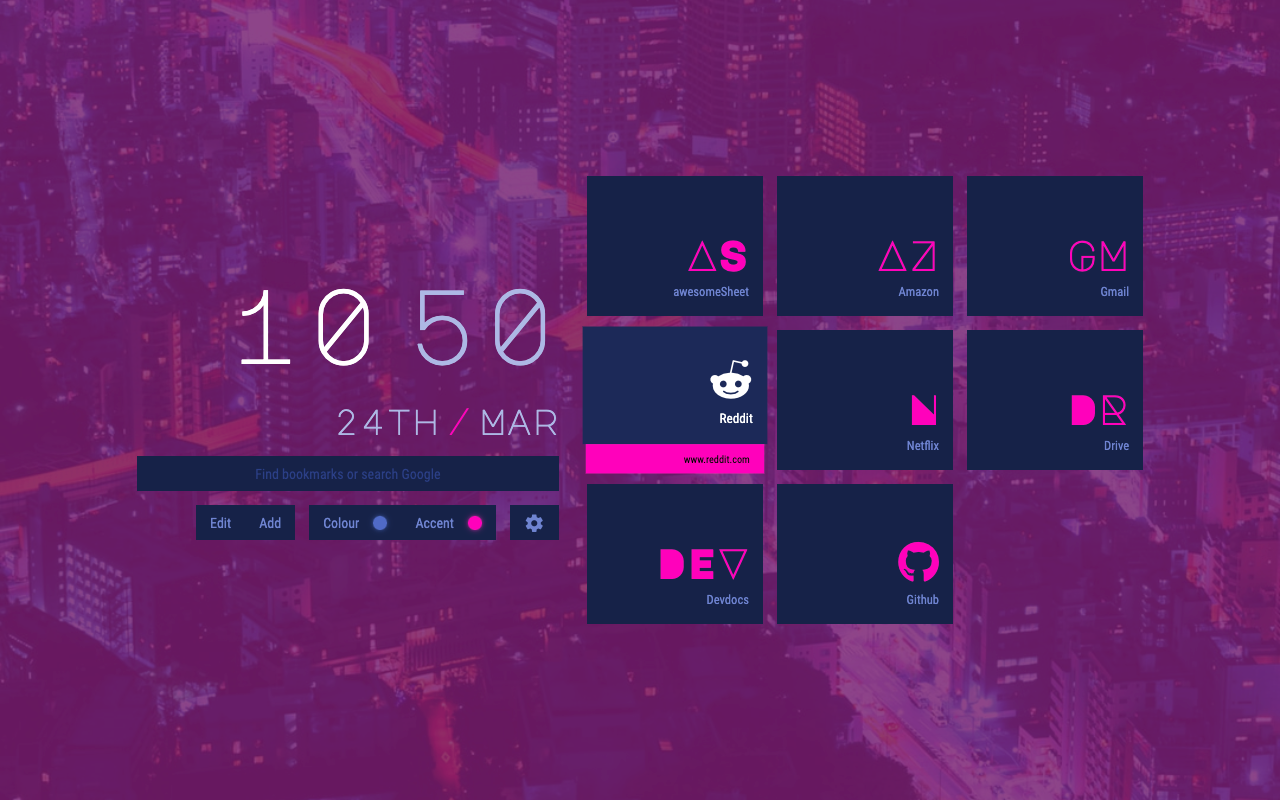 10 50
24TH / MAR
Find bookmarks or search Google
Edit Add Colour Accent
AS
awesomeSheet
AZ
Amazon
GM
Gmail
Reddit
www.reddit.com
N
Netflix
DR
Drive
DEV
Devdocs
Github